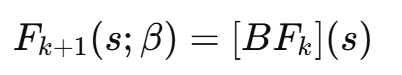 F_{k+1}(s; β) = [BF_k](s)